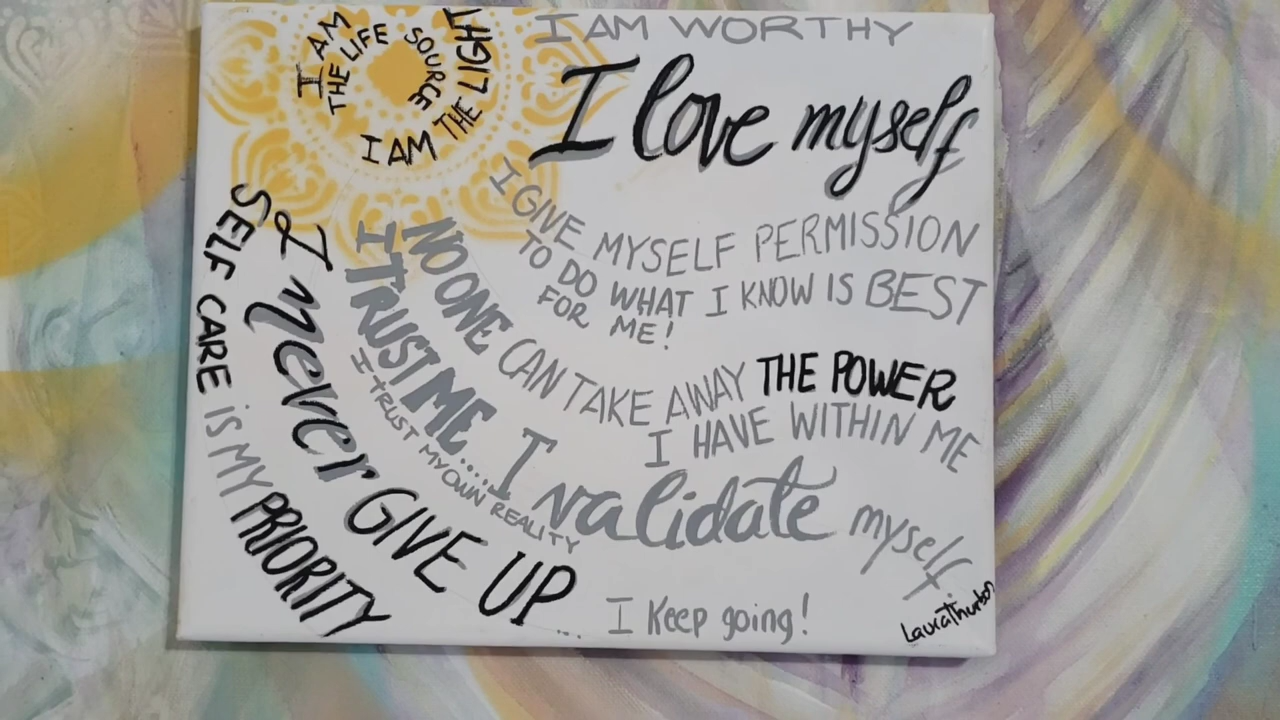 I AM
THE LIFE
SOURCE
I AM THE LIGHT
I AM WORTHY
I love myself
I GIVE MYSELF PERMISSION
TO DO WHAT I KNOW IS BEST
FOR ME!
NO ONE CAN TAKE AWAY THE POWER
I HAVE WITHIN ME
I TRUST ME.... I validate myself.
I TRUST MY OWN REALITY
I never GIVE UP... I Keep going!
SELF CARE is MY PRIORITY
Laura Thurbon